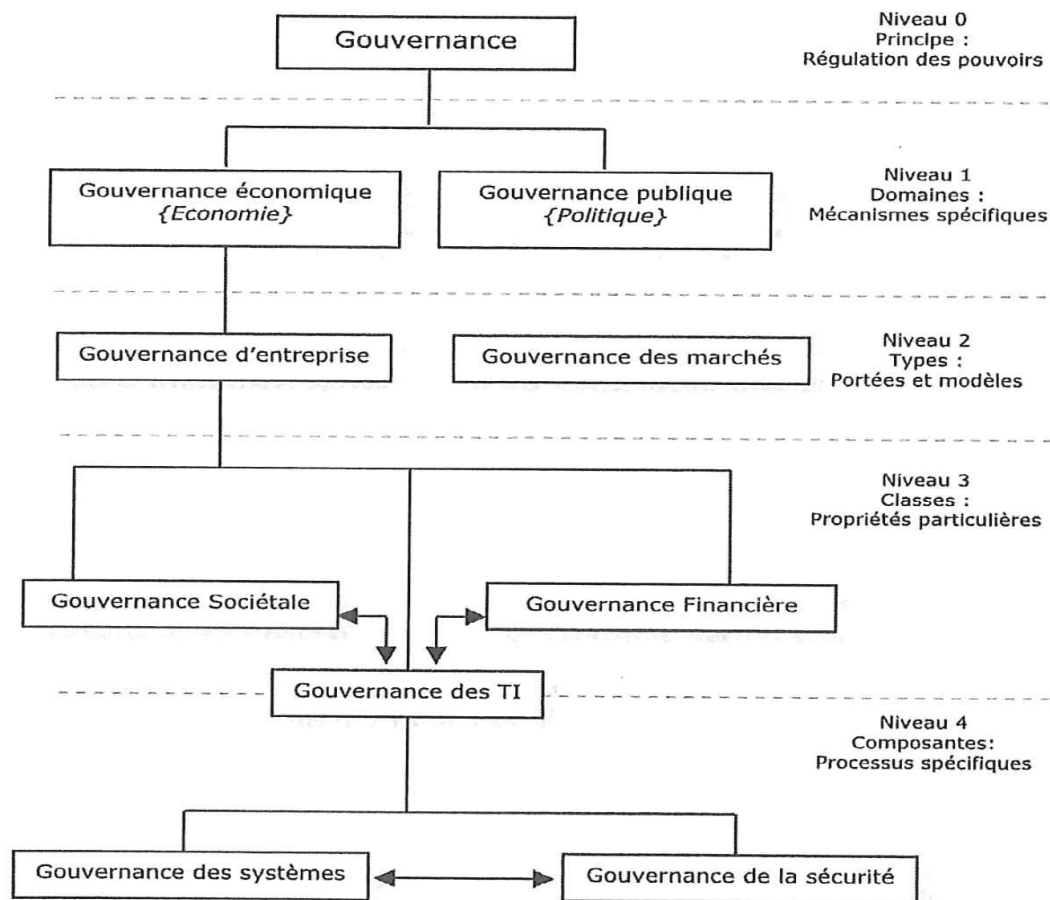 Gouvernance
Niveau 0
Principe :
Régulation des pouvoirs
Gouvernance économique
{Economie}
Gouvernance publique
{Politique}
Niveau 1
Domaines :
Mécanismes spécifiques
Gouvernance d'entreprise
Gouvernance des marchés
Niveau 2
Types :
Portées et modèles
Niveau 3
Classes :
Propriétés particulières
Gouvernance Sociétale
Gouvernance Financière
Gouvernance des TI
Niveau 4
Composantes:
Processus spécifiques
Gouvernance des systèmes
Gouvernance de la sécurité